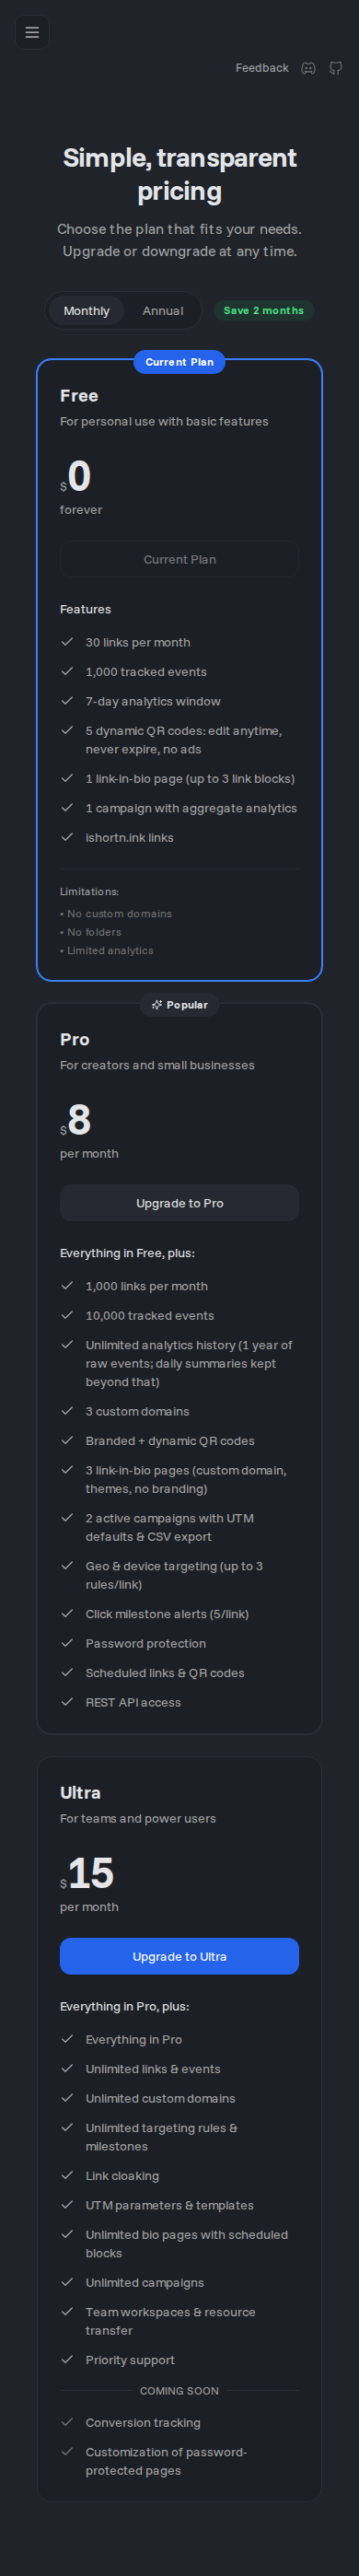 Feedback
Simple, transparent
pricing
Choose the plan that fits your needs.
Upgrade or downgrade at any time.
Monthly
Annual
Save 2 months
Current Plan
Free
For personal use with basic features
$0
forever
Current Plan
Features
30 links per month
1,000 tracked events
7-day analytics window
5 dynamic QR codes: edit anytime,
never expire, no ads
1 link-in-bio page (up to 3 link blocks)
1 campaign with aggregate analytics
ishortn.ink links
Limitations:
• No custom domains
• No folders
• Limited analytics
Popular
Pro
For creators and small businesses
$8
per month
Upgrade to Pro
Everything in Free, plus:
1,000 links per month
10,000 tracked events
Unlimited analytics history (1 year of
raw events; daily summaries kept
beyond that)
3 custom domains
Branded + dynamic QR codes
3 link-in-bio pages (custom domain,
themes, no branding)
2 active campaigns with UTM
defaults & CSV export
Geo & device targeting (up to 3
rules/link)
Click milestone alerts (5/link)
Password protection
Scheduled links & QR codes
REST API access
Ultra
For teams and power users
$15
per month
Upgrade to Ultra
Everything in Pro, plus:
Everything in Pro
Unlimited links & events
Unlimited custom domains
Unlimited targeting rules &
milestones
Link cloaking
UTM parameters & templates
Unlimited bio pages with scheduled
blocks
Unlimited campaigns
Team workspaces & resource
transfer
Priority support
COMING SOON
Conversion tracking
Customization of password-
protected pages